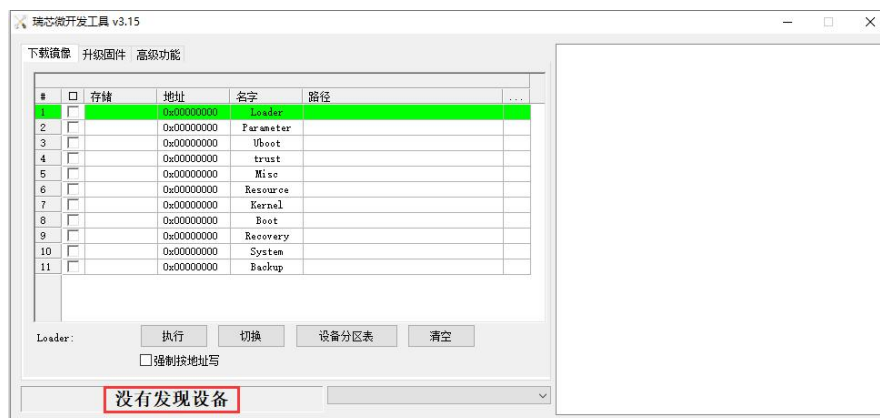 瑞芯微开发工具 v3.15
下载镜像 升级固件 高级功能
# 存储 地址 名字 路径 ...
1 0x00000000 Loader
2 0x00000000 Parameter
3 0x00000000 Uboot
4 0x00000000 trust
5 0x00000000 Misc
6 0x00000000 Resource
7 0x00000000 Kernel
8 0x00000000 Boot
9 0x00000000 Recovery
10 0x00000000 System
11 0x00000000 Backup
Loader: 执行 切换 设备分区表 清空
强制按地址写
没有发现设备